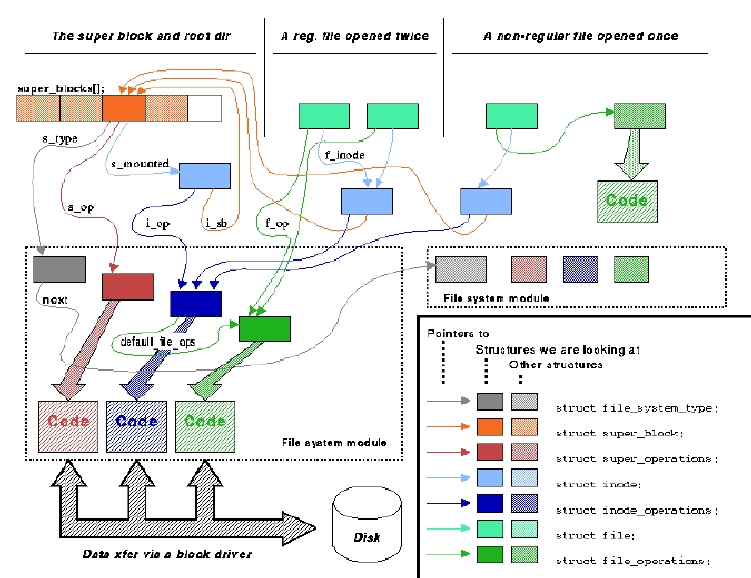 The super block and root dir
A reg. file opened twice
A non-regular file opened once
super_blocks[];
s_type
s_mounted
f_inode
s_op
i_op
i_sb
f_op
Code
next
default_file_ops
File system module
Code
Code
Code
File system module
Data xfer via a block driver
Disk
Pointers to
Structures we are looking at
Other structures
struct file_system_type;
struct super_block;
struct super_operations;
struct inode;
struct inode_operations;
struct file;
struct file_operations;